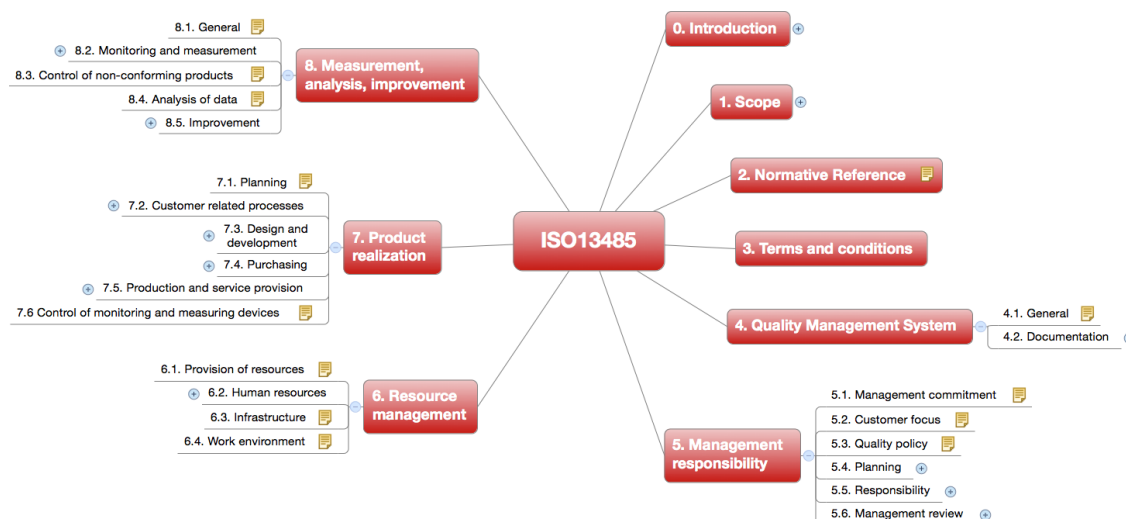 ISO13485
0. Introduction
1. Scope
2. Normative Reference
3. Terms and conditions
4. Quality Management System
4.1. General
4.2. Documentation
5. Management
responsibility
5.1. Management commitment
5.2. Customer focus
5.3. Quality policy
5.4. Planning
5.5. Responsibility
5.6. Management review
6. Resource
management
6.1. Provision of resources
6.2. Human resources
6.3. Infrastructure
6.4. Work environment
7. Product
realization
7.1. Planning
7.2. Customer related processes
7.3. Design and
development
7.4. Purchasing
7.5. Production and service provision
7.6 Control of monitoring and measuring devices
8. Measurement,
analysis, improvement
8.1. General
8.2. Monitoring and measurement
8.3. Control of non-conforming products
8.4. Analysis of data
8.5. Improvement